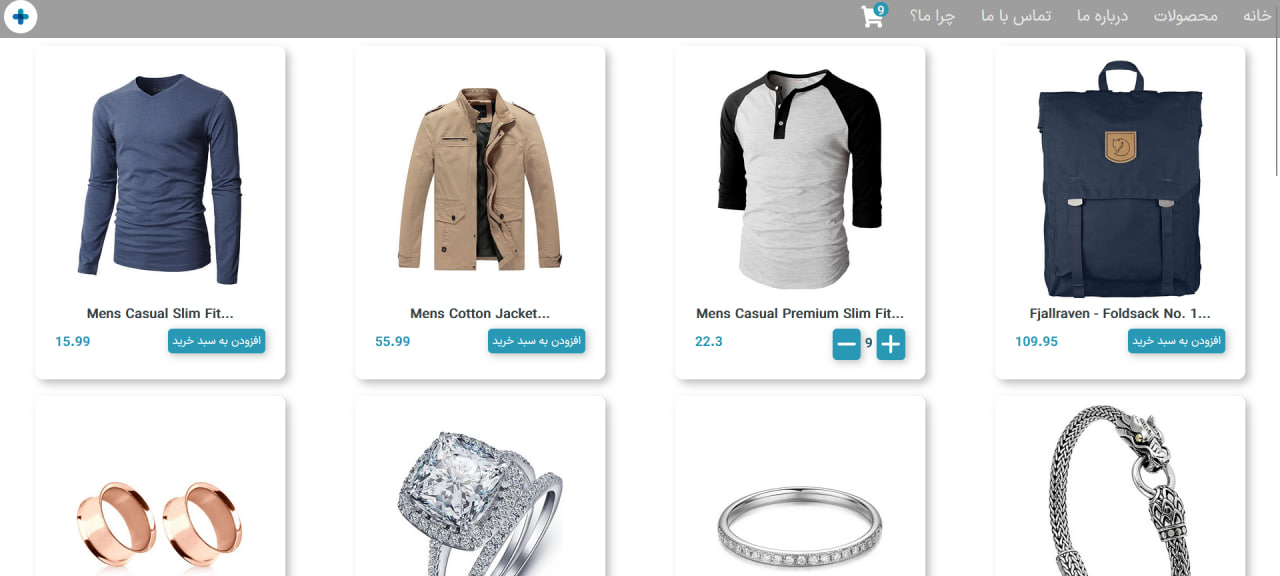 خانه
محصولات
درباره ما
تماس با ما
چرا ما؟
9
Fjallraven - Foldsack No. 1...
افزودن به سبد خرید
109.95
Mens Casual Premium Slim Fit...
9
22.3
Mens Cotton Jacket...
افزودن به سبد خرید
55.99
Mens Casual Slim Fit...
افزودن به سبد خرید
15.99